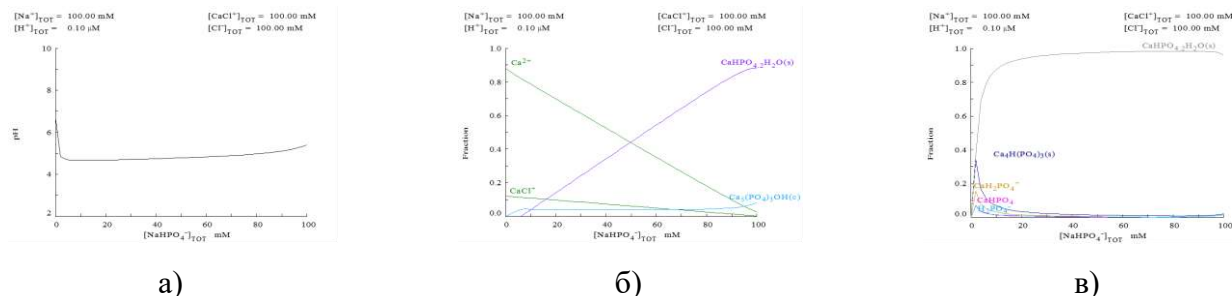 [Na⁺]TOT = 100.00 mM [CaCl⁺]TOT = 100.00 mM
[H⁺]TOT = 0.10 µM [Cl⁻]TOT = 100.00 mM
pH
10
8
6
4
2
0 20 40 60 80 100
[NaHPO₄⁻]TOT mM
а)
[Na⁺]TOT = 100.00 mM [CaCl⁺]TOT = 100.00 mM
[H⁺]TOT = 0.10 µM [Cl⁻]TOT = 100.00 mM
Fraction
1.0
Ca²⁺
CaHPO₄.2H₂O(s)
0.8
0.6
0.4
0.2
CaCl⁺
Ca₅(PO₄)₃OH(c)
0.0
0 20 40 60 80 100
[NaHPO₄⁻]TOT mM
б)
[Na⁺]TOT = 100.00 mM [CaCl⁺]TOT = 100.00 mM
[H⁺]TOT = 0.10 µM [Cl⁻]TOT = 100.00 mM
CaHPO₄.2H₂O(s)
Fraction
1.0
0.8
0.6
0.4
Ca₄H(PO₄)₃(s)
0.2
CaH₂PO₄⁻
CaHPO₄
H₂PO₄⁻
0.0
0 20 40 60 80 100
[NaHPO₄⁻]TOT mM
в)